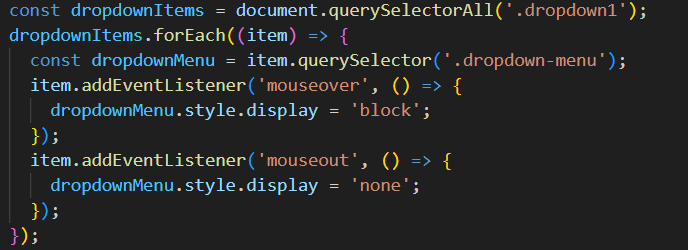 const dropdownItems = document.querySelectorAll('.dropdown1');
dropdownItems.forEach((item) => {
  const dropdownMenu = item.querySelector('.dropdown-menu');
  item.addEventListener('mouseover', () => {
    dropdownMenu.style.display = 'block';
  });
  item.addEventListener('mouseout', () => {
    dropdownMenu.style.display = 'none';
  });
});